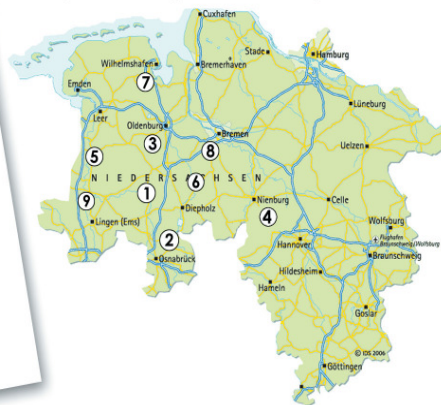 Cuxhaven
Stade
Hamburg
Wilhelmshafen
Bremerhaven
7
Emden
Lüneburg
Leer
Oldenburg
Bremen
3
8
Uelzen
5
NIEDERSACHSEN
6
1
9
Nienburg
Celle
Diepholz
4
Lingen (Ems)
Wolfsburg
2
Hannover
Flughafen
Braunschweig/Wolfsburg
Osnabrück
Braunschweig
Hildesheim
Hameln
Goslar
© IDS 2006
Göttingen